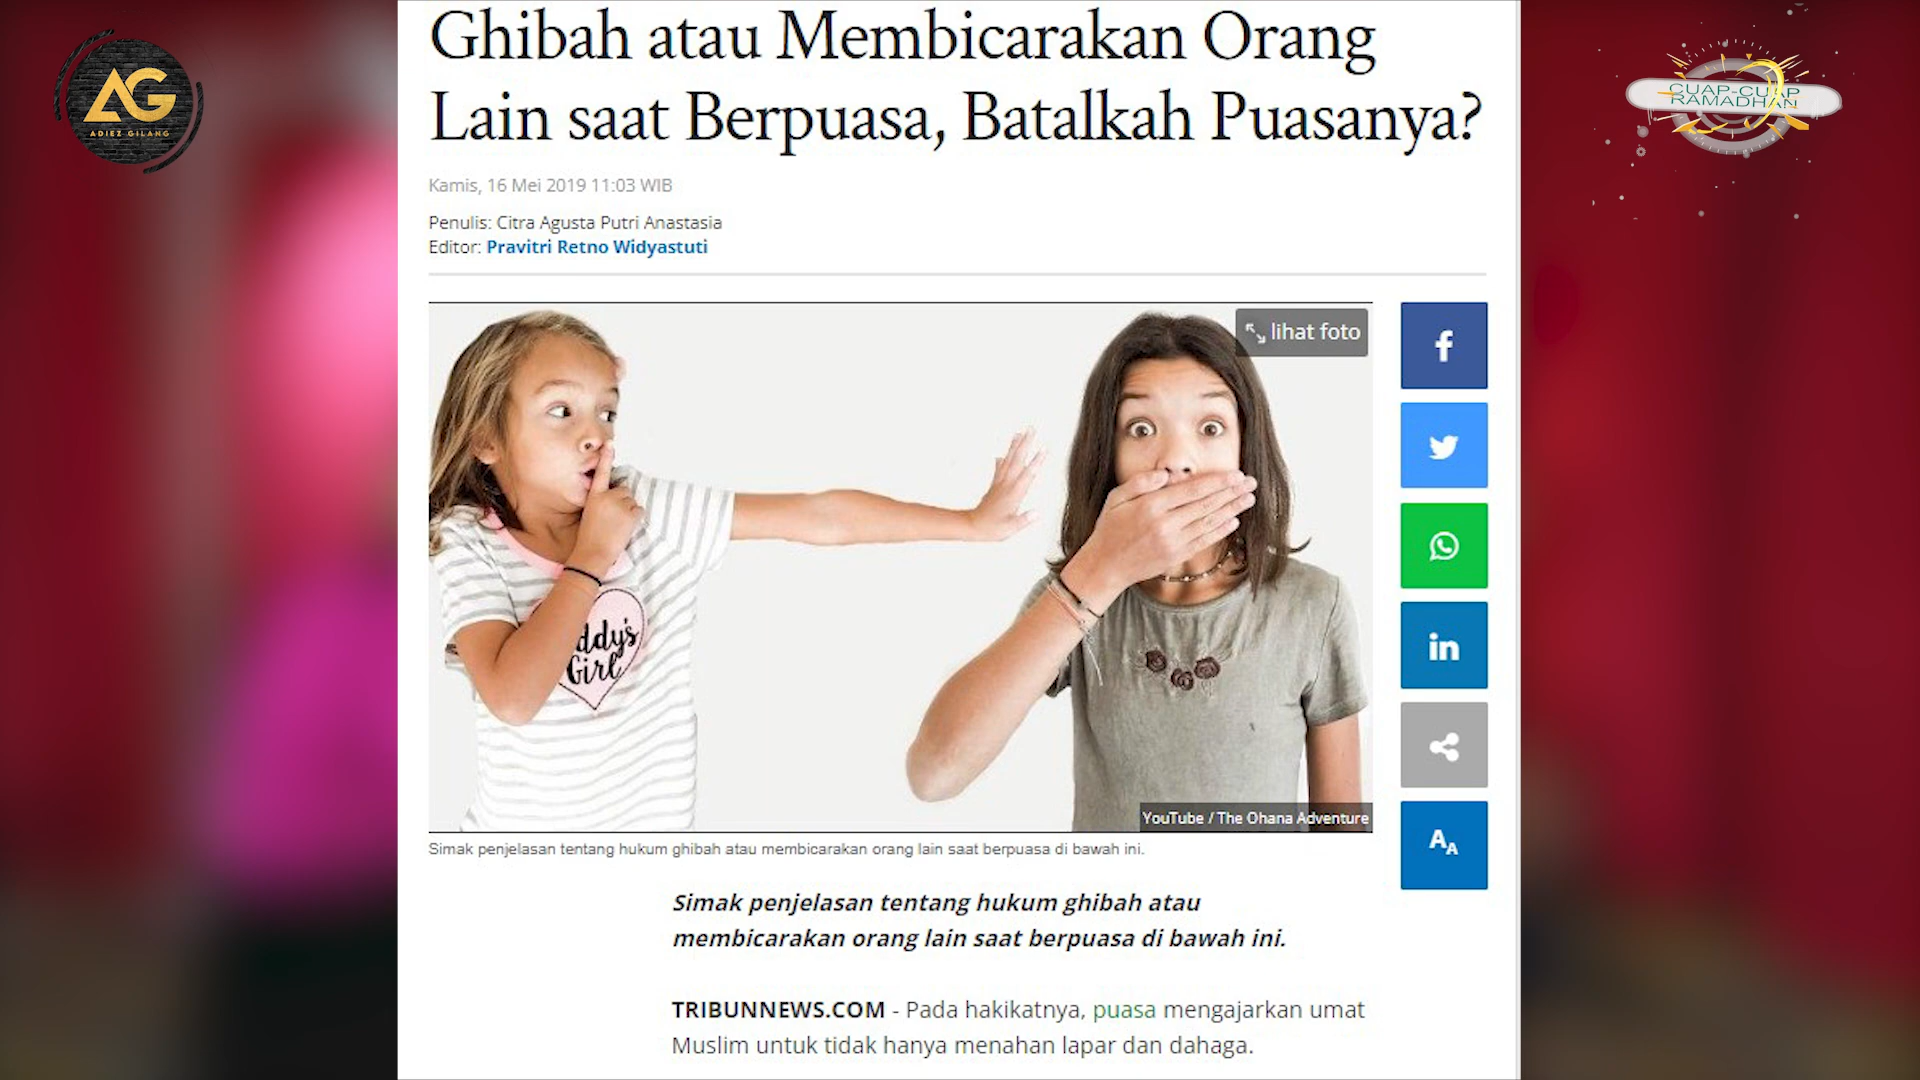 Ghibah atau Membicarakan Orang
Lain saat Berpuasa, Batalkah Puasanya?
AG
ADIEZ GILANG
CUAP-CUAP
RAMADHAN
Kamis, 16 Mei 2019 11:03 WIB
Penulis: Citra Agusta Putri Anastasia
Editor: Pravitri Retno Widyastuti
lihat foto
f
in
AA
ddy's
Girl
YouTube / The Ohana Adventure
Simak penjelasan tentang hukum ghibah atau membicarakan orang lain saat berpuasa di bawah ini.
Simak penjelasan tentang hukum ghibah atau
membicarakan orang lain saat berpuasa di bawah ini.
TRIBUNNEWS.COM - Pada hakikatnya, puasa mengajarkan umat
Muslim untuk tidak hanya menahan lapar dan dahaga.